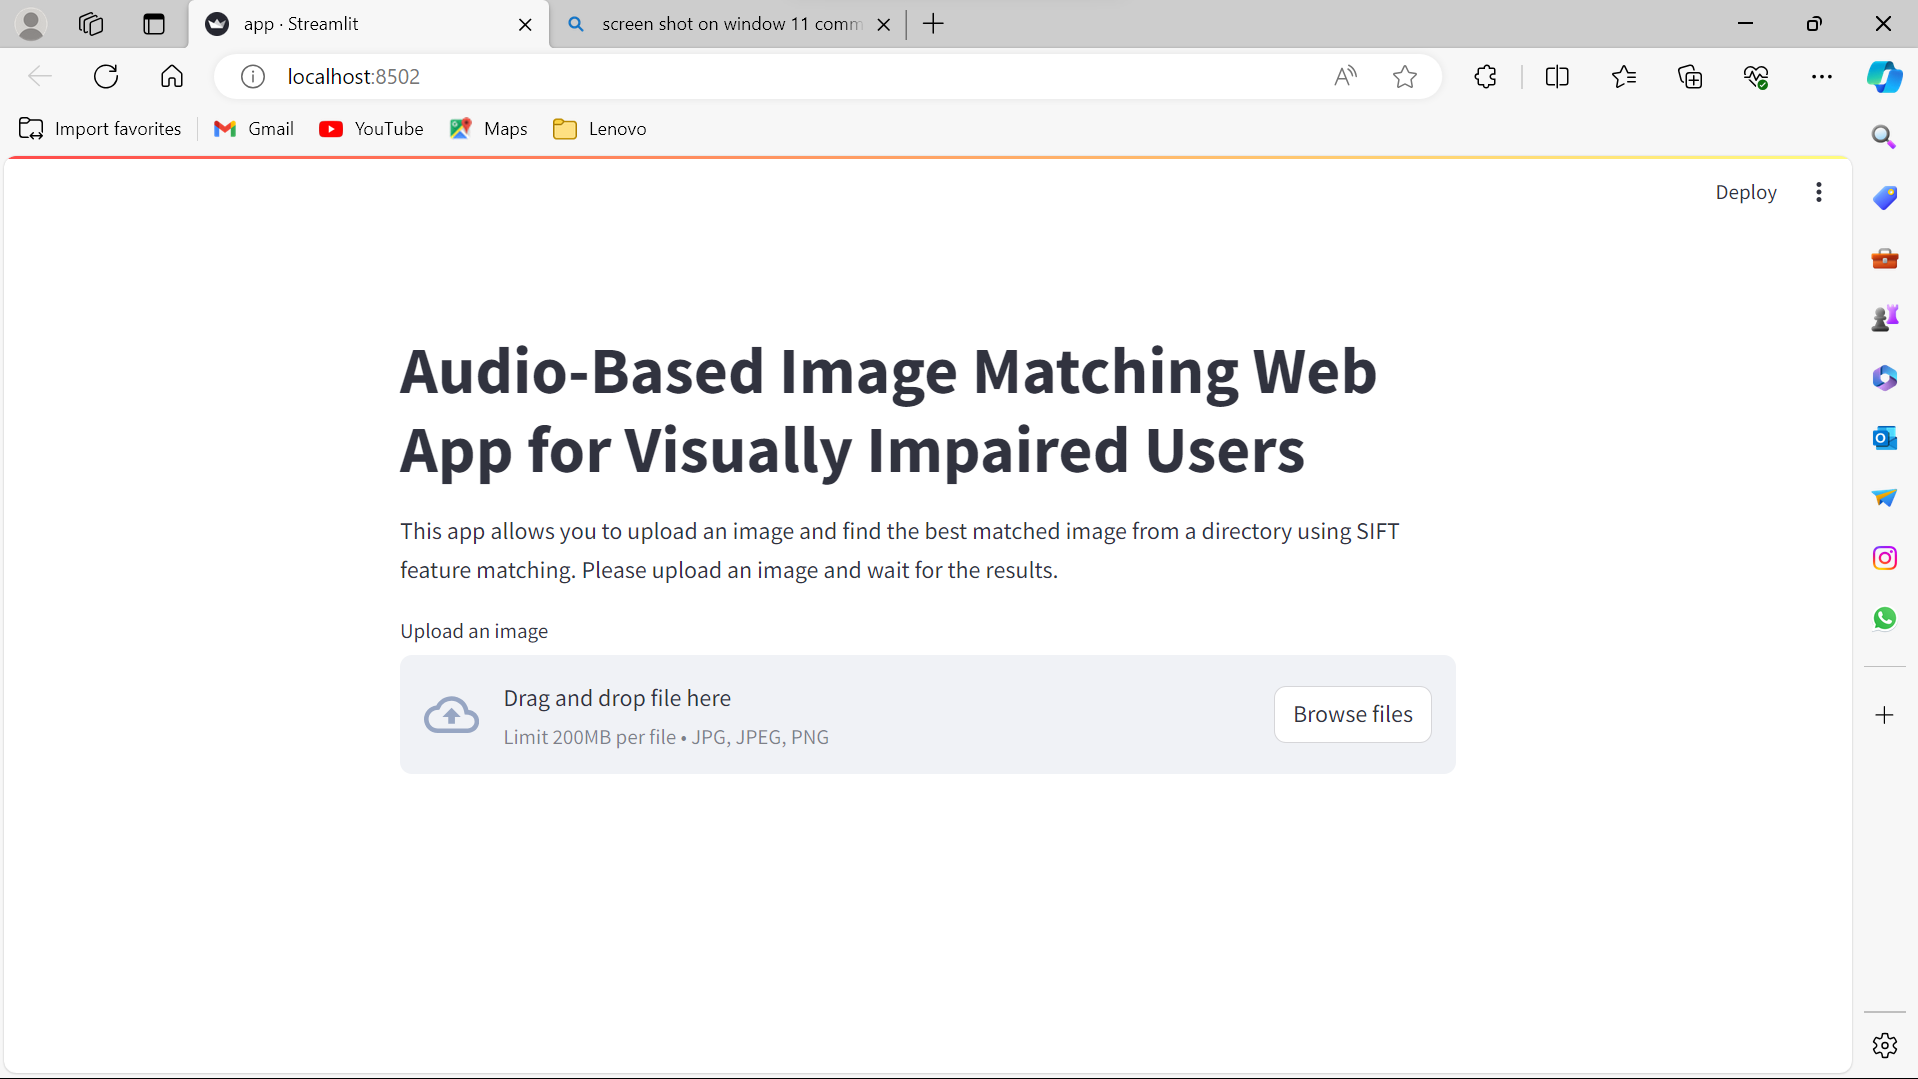 app · Streamlit
screen shot on window 11 comm
localhost:8502
Import favorites
Gmail
YouTube
Maps
Lenovo
Deploy
Audio-Based Image Matching Web
App for Visually Impaired Users
This app allows you to upload an image and find the best matched image from a directory using SIFT
feature matching. Please upload an image and wait for the results.
Upload an image
Drag and drop file here
Limit 200MB per file • JPG, JPEG, PNG
Browse files